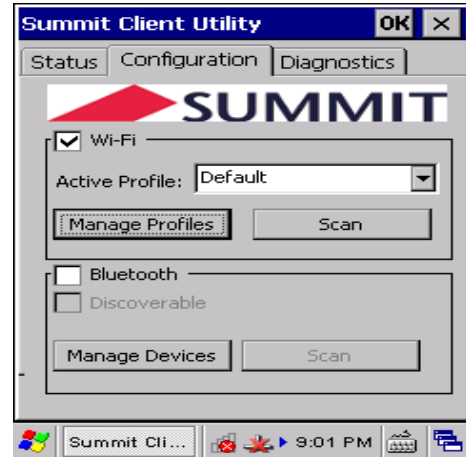 Summit Client Utility OK
Status Configuration Diagnostics
SUMMIT
Wi-Fi
Active Profile: Default
Manage Profiles Scan
Bluetooth
Discoverable
Manage Devices Scan
Summit Cli... 9:01 PM